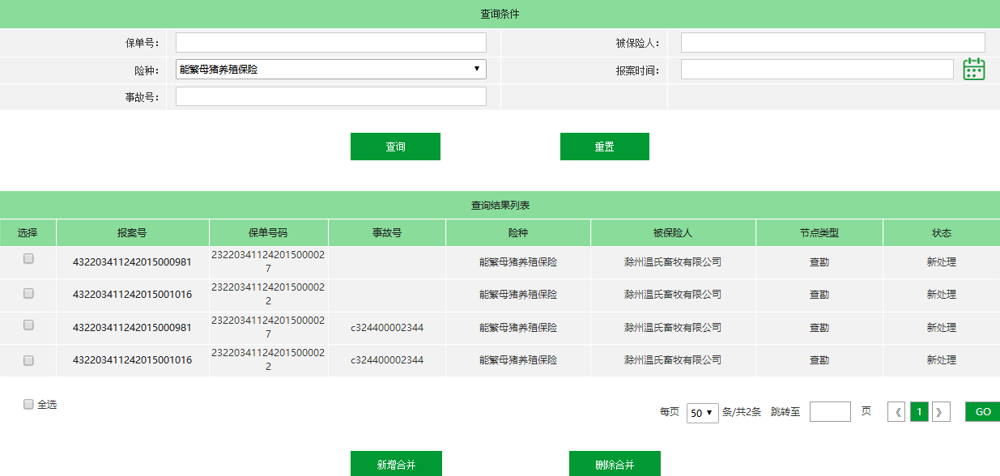 查询条件
保单号： 被保险人：
险种： 能繁母猪养殖保险 报案时间：
事故号：
查询 重置
查询结果列表
选择 报案号 保单号码 事故号 险种 被保险人 节点类型 状态
432203411242015000981 232203411242015000027 能繁母猪养殖保险 滁州温氏畜牧有限公司 查勘 新处理
432203411242015001016 232203411242015000022 能繁母猪养殖保险 滁州温氏畜牧有限公司 查勘 新处理
432203411242015000981 232203411242015000027 c324400002344 能繁母猪养殖保险 滁州温氏畜牧有限公司 查勘 新处理
432203411242015001016 232203411242015000022 c324400002344 能繁母猪养殖保险 滁州温氏畜牧有限公司 查勘 新处理
全选
每页 50 条/共2条 跳转至 页 《 1 》 GO
新增合并 删除合并